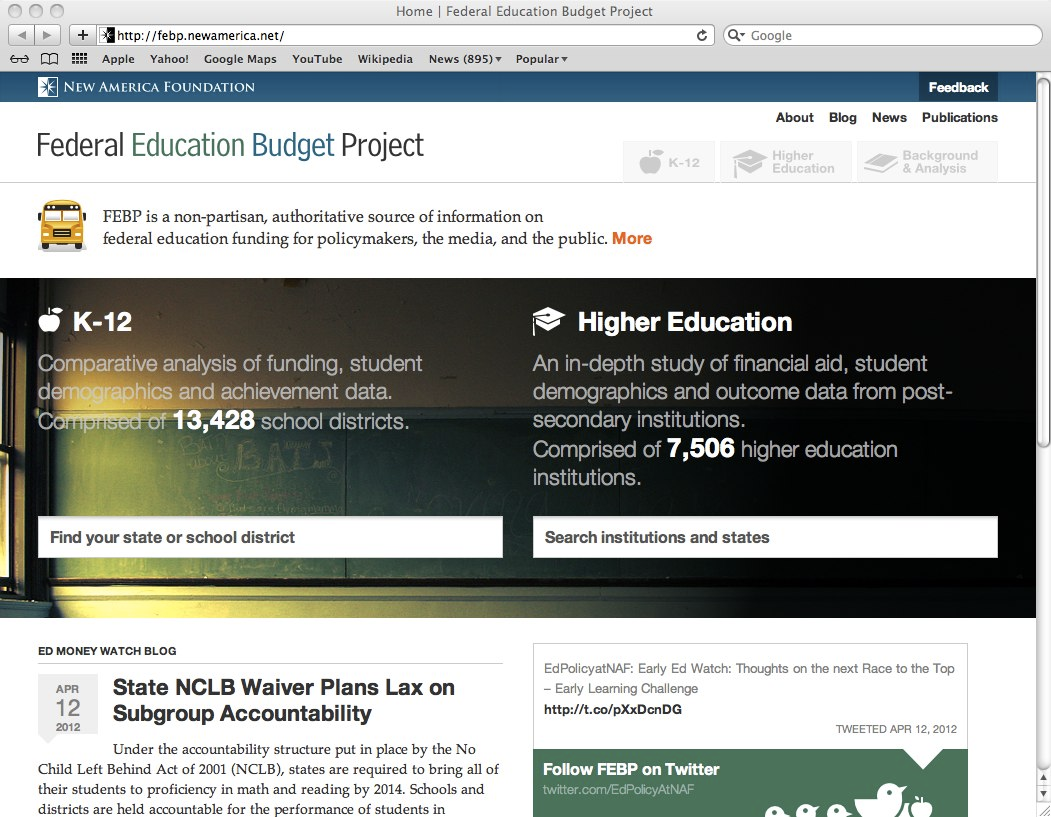 Home | Federal Education Budget Project
http://febp.newamerica.net/
Google
Apple Yahoo! Google Maps YouTube Wikipedia News (895) Popular
NEW AMERICA FOUNDATION
Feedback
About Blog News Publications
Federal Education Budget Project
K-12
Higher
Education
Background
& Analysis
FEBP is a non-partisan, authoritative source of information on
federal education funding for policymakers, the media, and the public. More
K-12
Comparative analysis of funding, student
demographics and achievement data.
Comprised of 13,428 school districts.
Find your state or school district
Higher Education
An in-depth study of financial aid, student
demographics and outcome data from post-
secondary institutions.
Comprised of 7,506 higher education
institutions.
Search institutions and states
ED MONEY WATCH BLOG
APR
12
2012
State NCLB Waiver Plans Lax on
Subgroup Accountability
Under the accountability structure put in place by the No
Child Left Behind Act of 2001 (NCLB), states are required to bring all of
their students to proficiency in math and reading by 2014. Schools and
districts are held accountable for the performance of students in
EdPolicyatNAF: Early Ed Watch: Thoughts on the next Race to the Top
– Early Learning Challenge
http://t.co/pXxDcnDG
TWEETED APR 12, 2012
Follow FEBP on Twitter
twitter.com/EdPolicyAtNAF